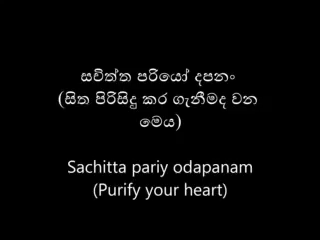 සචිත්ත පරියෝ දපනං
(සිත පිරිසිදු කර ගැනීමද වන
මෙය)
Sachitta pariy odapanam
(Purify your heart)